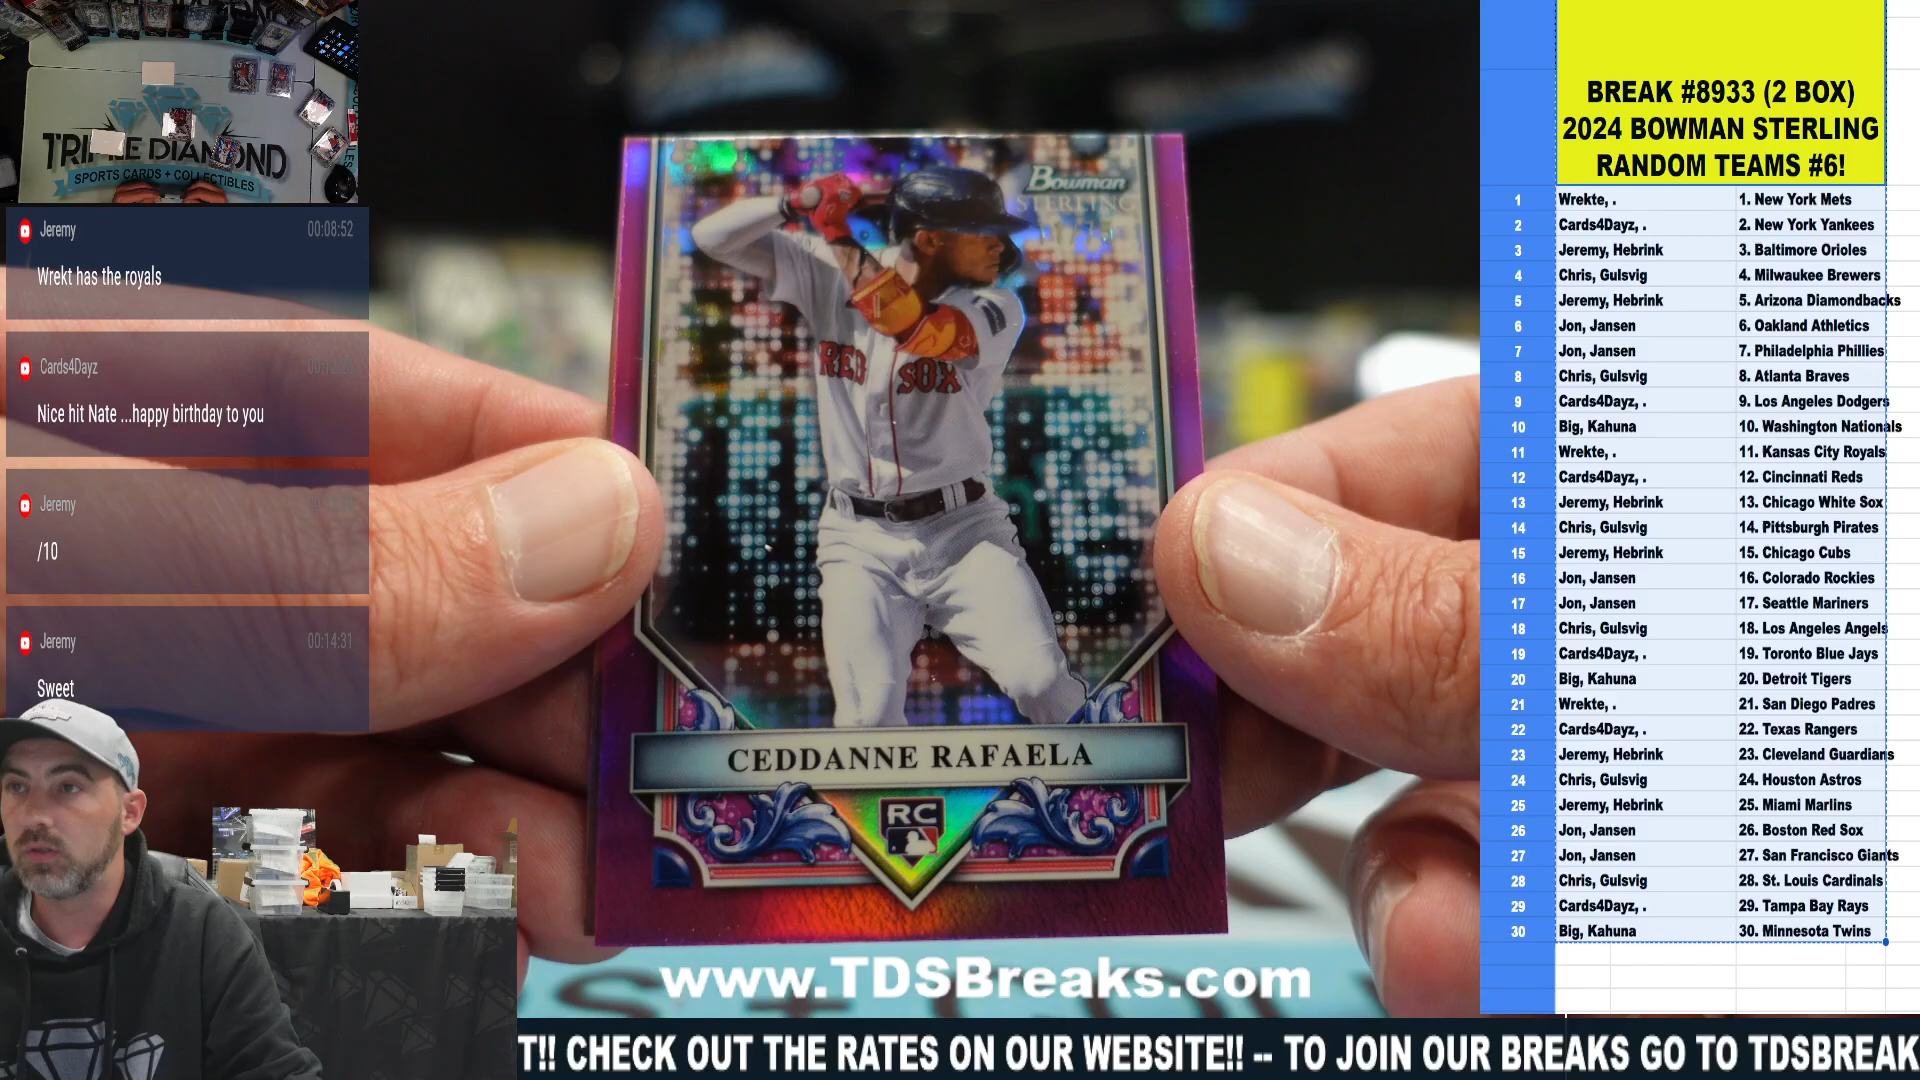 TRIPLE DIAMOND
SPORTS CARDS + COLLECTIBLES
Jeremy 00:08:52
Wrekt has the royals
Cards4Dayz
Nice hit Nate ...happy birthday to you
Jeremy
/10
Jeremy 00:14:31
Sweet
Bowman
STERLING
RED SOX
CEDDANNE RAFAELA
RC
www.TDSBreaks.com
T!! CHECK OUT THE RATES ON OUR WEBSITE!! -- TO JOIN OUR BREAKS GO TO TDSBREAK
BREAK #8933 (2 BOX)
2024 BOWMAN STERLING
RANDOM TEAMS #6!
1 Wrekte, . 1. New York Mets
2 Cards4Dayz, . 2. New York Yankees
3 Jeremy, Hebrink 3. Baltimore Orioles
4 Chris, Gulsvig 4. Milwaukee Brewers
5 Jeremy, Hebrink 5. Arizona Diamondbacks
6 Jon, Jansen 6. Oakland Athletics
7 Jon, Jansen 7. Philadelphia Phillies
8 Chris, Gulsvig 8. Atlanta Braves
9 Cards4Dayz, . 9. Los Angeles Dodgers
10 Big, Kahuna 10. Washington Nationals
11 Wrekte, . 11. Kansas City Royals
12 Cards4Dayz, . 12. Cincinnati Reds
13 Jeremy, Hebrink 13. Chicago White Sox
14 Chris, Gulsvig 14. Pittsburgh Pirates
15 Jeremy, Hebrink 15. Chicago Cubs
16 Jon, Jansen 16. Colorado Rockies
17 Jon, Jansen 17. Seattle Mariners
18 Chris, Gulsvig 18. Los Angeles Angels
19 Cards4Dayz, . 19. Toronto Blue Jays
20 Big, Kahuna 20. Detroit Tigers
21 Wrekte, . 21. San Diego Padres
22 Cards4Dayz, . 22. Texas Rangers
23 Jeremy, Hebrink 23. Cleveland Guardians
24 Chris, Gulsvig 24. Houston Astros
25 Jeremy, Hebrink 25. Miami Marlins
26 Jon, Jansen 26. Boston Red Sox
27 Jon, Jansen 27. San Francisco Giants
28 Chris, Gulsvig 28. St. Louis Cardinals
29 Cards4Dayz, . 29. Tampa Bay Rays
30 Big, Kahuna 30. Minnesota Twins